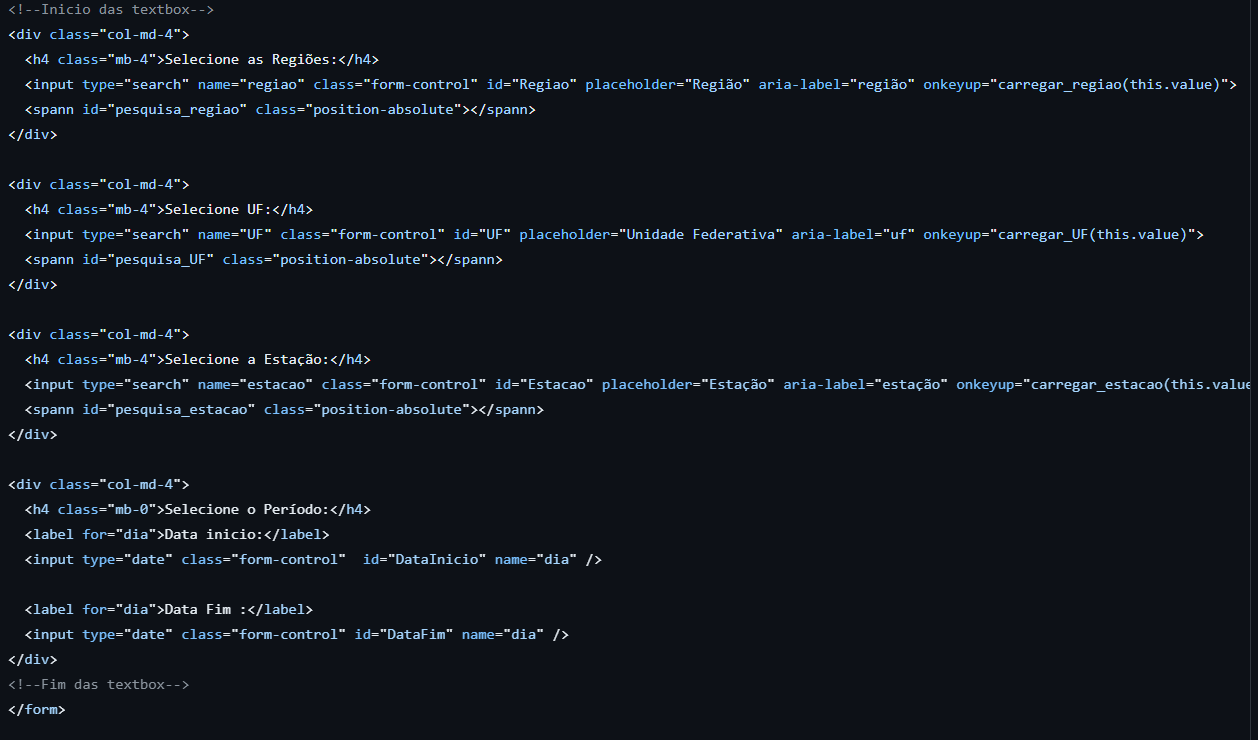 <!--Inicio das textbox-->
<div class="col-md-4">
<h4 class="mb-4">Selecione as Regiões:</h4>
<input type="search" name="regiao" class="form-control" id="Regiao" placeholder="Região" aria-label="região" onkeyup="carregar_regiao(this.value)">
<spann id="pesquisa_regiao" class="position-absolute"></spann>
</div>
<div class="col-md-4">
<h4 class="mb-4">Selecione UF:</h4>
<input type="search" name="UF" class="form-control" id="UF" placeholder="Unidade Federativa" aria-label="uf" onkeyup="carregar_UF(this.value)">
<spann id="pesquisa_UF" class="position-absolute"></spann>
</div>
<div class="col-md-4">
<h4 class="mb-4">Selecione a Estação:</h4>
<input type="search" name="estacao" class="form-control" id="Estacao" placeholder="Estação" aria-label="estação" onkeyup="carregar_estacao(this.value
<spann id="pesquisa_estacao" class="position-absolute"></spann>
</div>
<div class="col-md-4">
<h4 class="mb-0">Selecione o Período:</h4>
<label for="dia">Data inicio:</label>
<input type="date" class="form-control"  id="DataInicio" name="dia" />
<label for="dia">Data Fim :</label>
<input type="date" class="form-control" id="DataFim" name="dia" />
</div>
<!--Fim das textbox-->
</form>